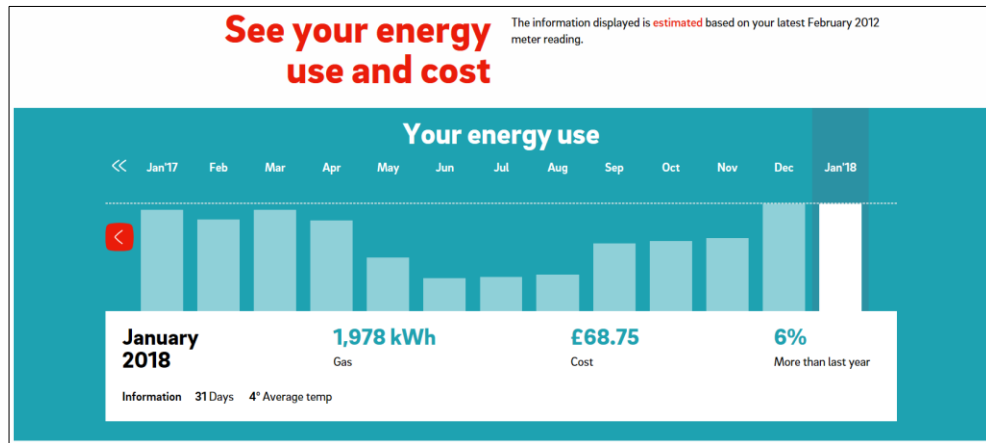 See your energy
use and cost
The information displayed is estimated based on your latest February 2012
meter reading.
Your energy use
Jan'17 Feb Mar Apr May Jun Jul Aug Sep Oct Nov Dec Jan'18
January
2018
1,978 kWh
Gas
£68.75
Cost
6%
More than last year
Information 31 Days 4° Average temp